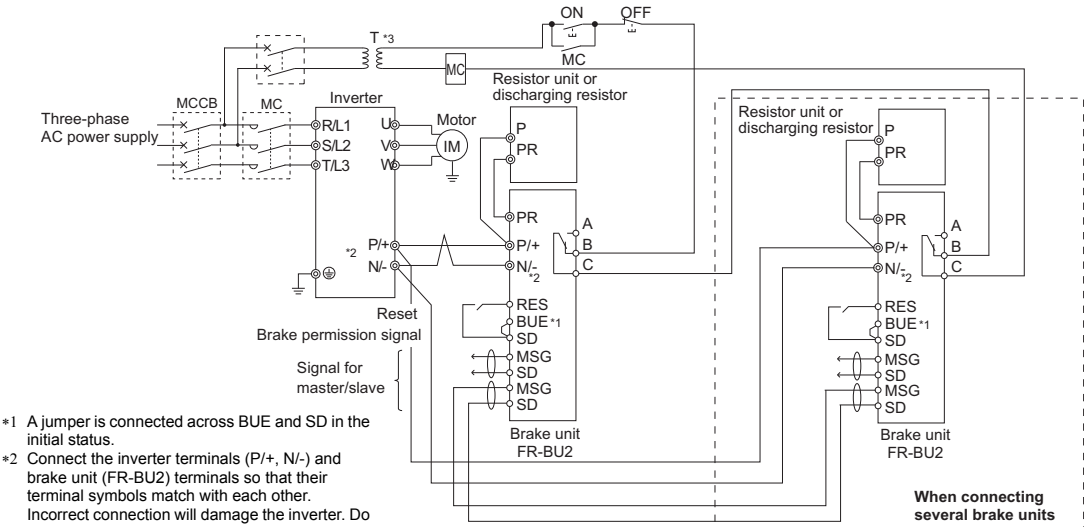 ON
OFF
T *3
MC
MC
Resistor unit or
discharging resistor
P
PR
MCCB
MC
Inverter
Three-phase
AC power supply
R/L1
S/L2
T/L3
U
V
W
Motor
IM
*2
P/+
N/-
PR
P/+
N/-
*2
A
B
C
Reset
Brake permission signal
Signal for
master/slave
RES
BUE *1
SD
MSG
SD
MSG
SD
Brake unit
FR-BU2
Resistor unit or
discharging resistor
P
PR
PR
P/+
N/-
*2
A
B
C
RES
BUE *1
SD
MSG
SD
MSG
SD
Brake unit
FR-BU2
When connecting
several brake units
*1 A jumper is connected across BUE and SD in the
initial status.
*2 Connect the inverter terminals (P/+, N/-) and
brake unit (FR-BU2) terminals so that their
terminal symbols match with each other.
Incorrect connection will damage the inverter. Do